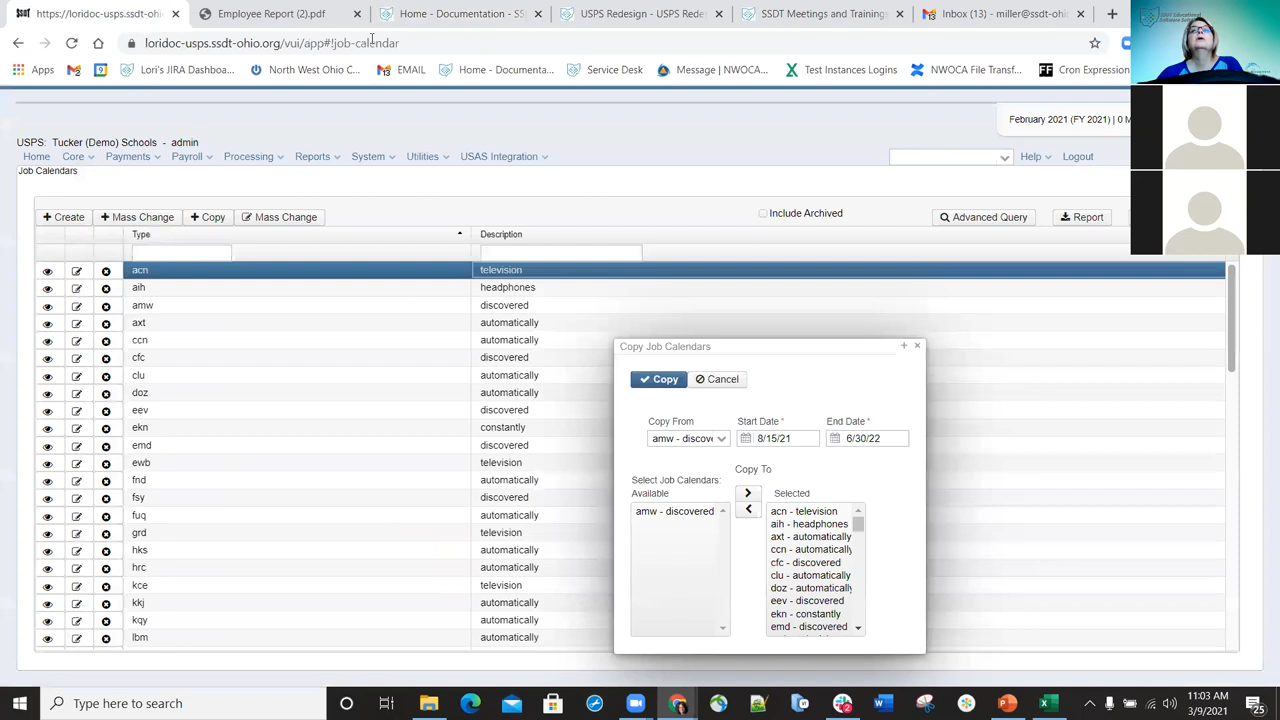 https://loridoc-usps.ssdt-ohio Employee Report (2).pdf Home - Documention - SS USPS Redesign - USPS Rede SSDT Meetings and Trainings Inbox (13) - miller@ssdt-ohio
loridoc-usps.ssdt-ohio.org/vui/app#!job-calendar
Apps Lori's JIRA Dashboa... North West Ohio C... EMAIL Home - Documenta... Service Desk Message | NWOCA... Test Instances Logins NWOCA File Transf... Cron Expression
February 2021 (FY 2021) | 0 M
USPS: Tucker (Demo) Schools - admin
Home Core Payments Payroll Processing Reports System Utilities USAS Integration Help Logout
Job Calendars
Create Mass Change Copy Mass Change Include Archived Advanced Query Report
Type Description
acn television
aih headphones
amw discovered
axt automatically
ccn automatically
cfc discovered
clu automatically
doz automatically
eev discovered
ekn constantly
emd discovered
ewb television
fnd automatically
fsy discovered
fuq automatically
grd television
hks automatically
hrc automatically
kce television
kkj automatically
kqy automatically
lbm automatically
Copy Job Calendars
Copy Cancel
Copy From Start Date * End Date *
amw - discov 8/15/21 6/30/22
Copy To
Select Job Calendars:
Available Selected
amw - discovered
acn - television
aih - headphones
axt - automatically
ccn - automatically
cfc - discovered
clu - automatically
doz - automatically
eev - discovered
ekn - constantly
emd - discovered
Type here to search
11:03 AM
3/9/2021
25